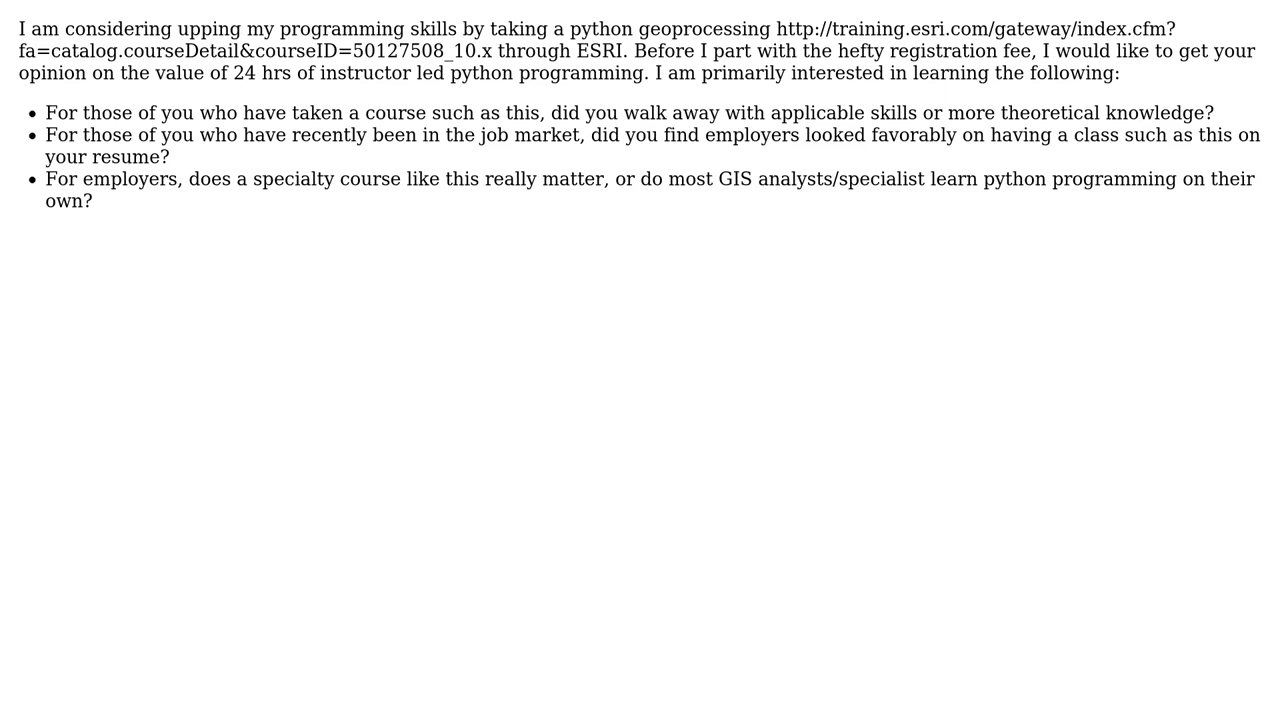 I am considering upping my programming skills by taking a python geoprocessing http://training.esri.com/gateway/index.cfm?
fa=catalog.courseDetail&courseID=50127508_10.x through ESRI. Before I part with the hefty registration fee, I would like to get your
opinion on the value of 24 hrs of instructor led python programming. I am primarily interested in learning the following:
• For those of you who have taken a course such as this, did you walk away with applicable skills or more theoretical knowledge?
• For those of you who have recently been in the job market, did you find employers looked favorably on having a class such as this on
your resume?
• For employers, does a specialty course like this really matter, or do most GIS analysts/specialist learn python programming on their
own?